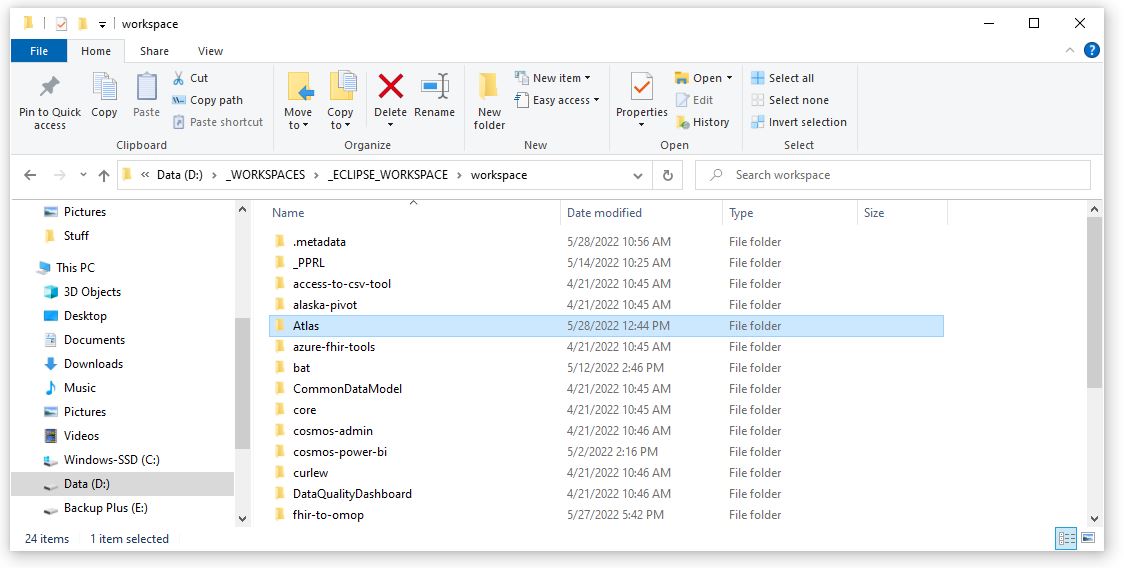 workspace
File Home Share View
Pin to Quick access
Copy
Paste
Cut
Copy path
Paste shortcut
Clipboard
Move to
Copy to
Delete
Rename
Organize
New folder
New item
Easy access
New
Properties
Open
Edit
History
Open
Select all
Select none
Invert selection
Select
« Data (D:) > _WORKSPACES > _ECLIPSE_WORKSPACE > workspace
Search workspace
Pictures
Stuff
This PC
3D Objects
Desktop
Documents
Downloads
Music
Pictures
Videos
Windows-SSD (C:)
Data (D:)
Backup Plus (E:)
Name Date modified Type Size
.metadata 5/28/2022 10:56 AM File folder
_PPRL 5/14/2022 10:25 AM File folder
access-to-csv-tool 4/21/2022 10:45 AM File folder
alaska-pivot 4/21/2022 10:45 AM File folder
Atlas 5/28/2022 12:44 PM File folder
azure-fhir-tools 4/21/2022 10:45 AM File folder
bat 5/12/2022 2:46 PM File folder
CommonDataModel 4/21/2022 10:45 AM File folder
core 4/21/2022 10:45 AM File folder
cosmos-admin 4/21/2022 10:46 AM File folder
cosmos-power-bi 5/2/2022 2:16 PM File folder
curlew 4/21/2022 10:46 AM File folder
DataQualityDashboard 4/21/2022 10:46 AM File folder
fhir-to-omop 5/27/2022 5:42 PM File folder
24 items 1 item selected